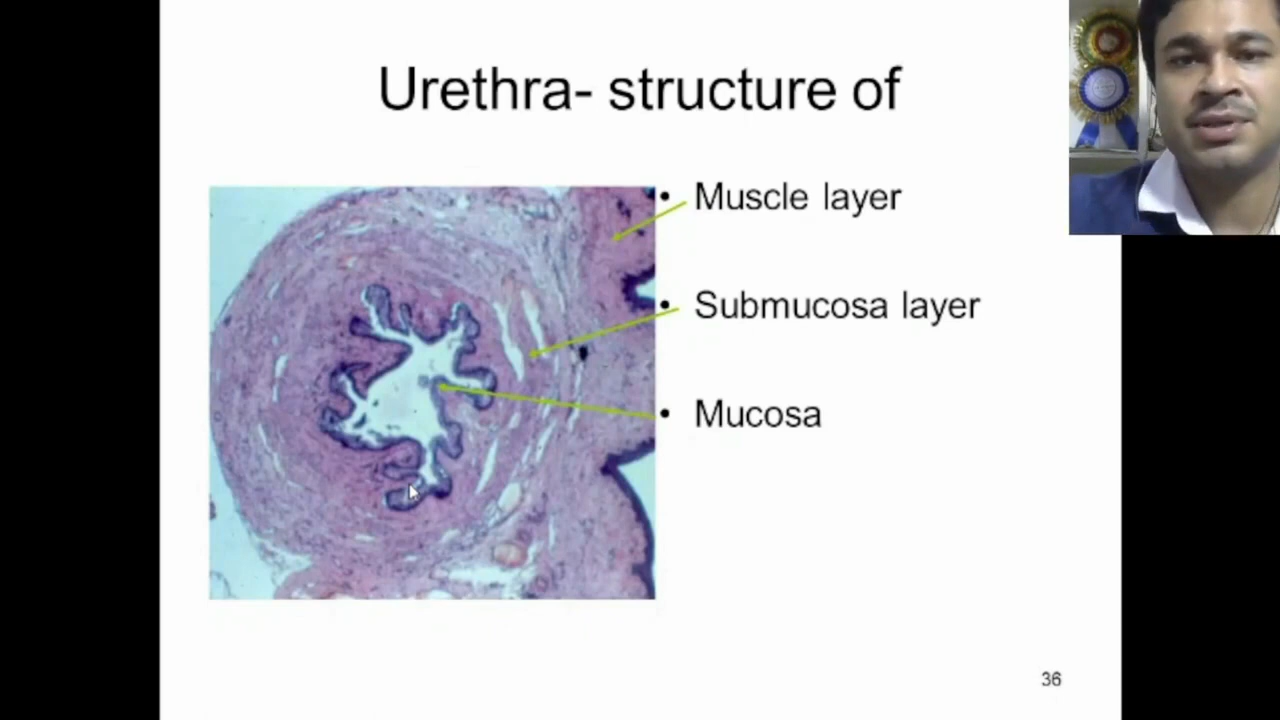 Urethra- structure of
• Muscle layer
• Submucosa layer
• Mucosa
36